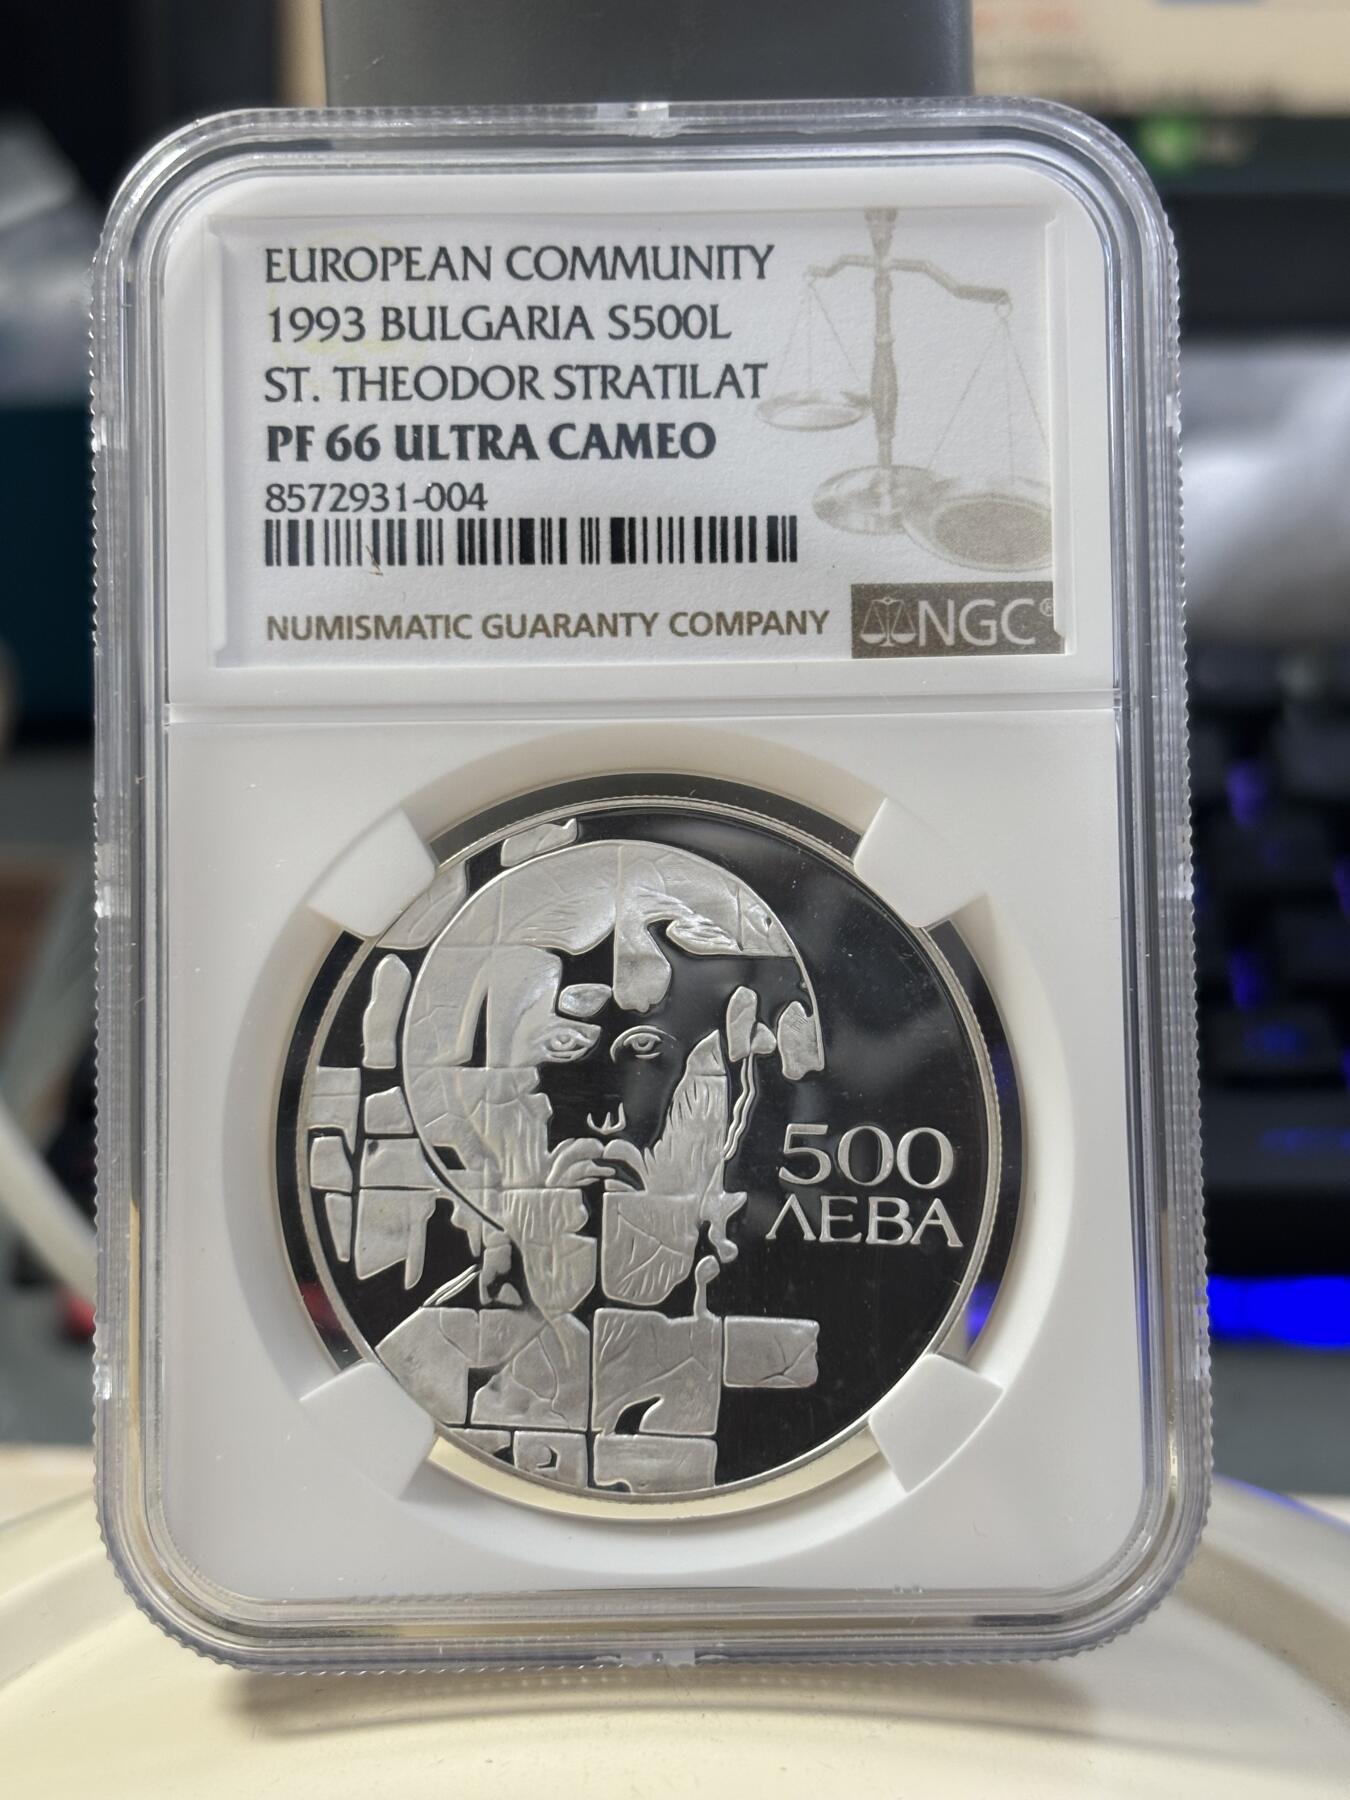 EUROPEAN COMMUNITY
1993 BULGARIA S500L
ST. THEODOR STRATILAT
PF 66 ULTRA CAMEO
8572931-004
NUMISMATIC GUARANTY COMPANY
NGC®
500
ΛЕВА